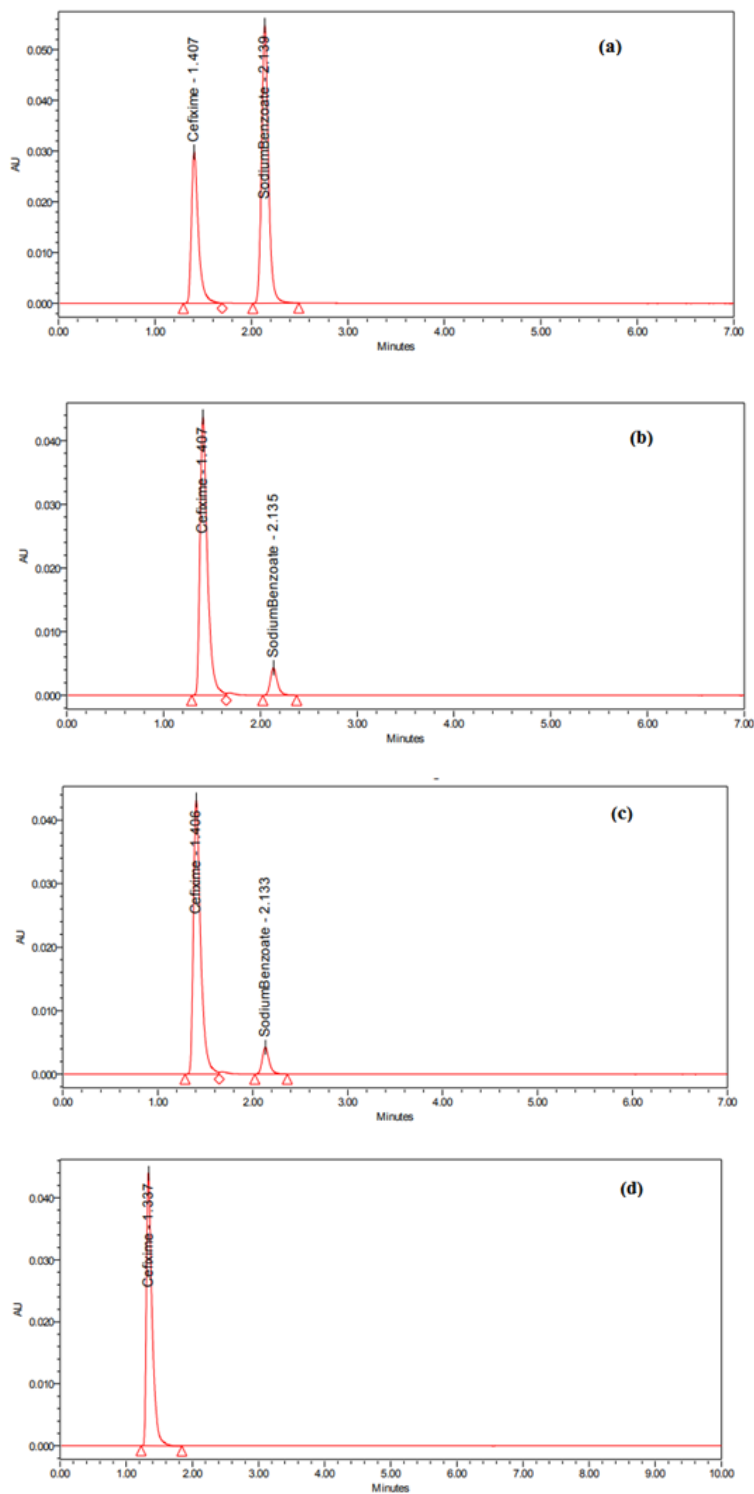 (a)
Cefixime - 1.407
SodiumBenzoate - 2.139
AU
0.050
0.040
0.030
0.020
0.010
0.000
0.00 1.00 2.00 3.00 4.00 5.00 6.00 7.00
Minutes
(b)
Cefixime - 1.407
SodiumBenzoate - 2.135
AU
0.040
0.030
0.020
0.010
0.000
0.00 1.00 2.00 3.00 4.00 5.00 6.00 7.00
Minutes
(c)
Cefixime - 1.406
SodiumBenzoate - 2.133
AU
0.040
0.030
0.020
0.010
0.000
0.00 1.00 2.00 3.00 4.00 5.00 6.00 7.00
Minutes
(d)
Cefixime - 1.337
AU
0.040
0.030
0.020
0.010
0.000
0.00 1.00 2.00 3.00 4.00 5.00 6.00 7.00 8.00 9.00 10.00
Minutes